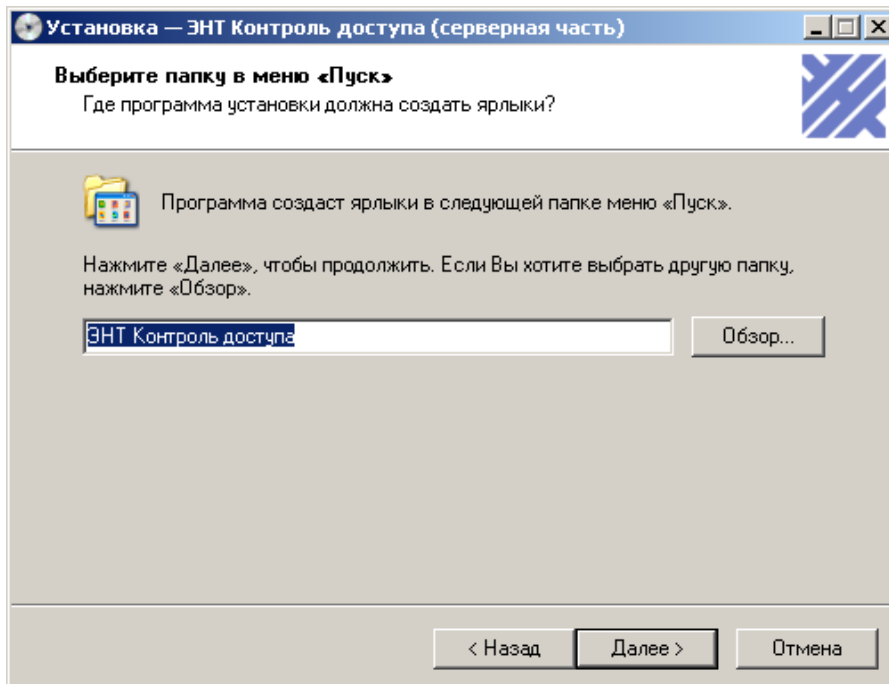 Установка — ЭНТ Контроль доступа (серверная часть)
Выберите папку в меню «Пуск»
Где программа установки должна создать ярлыки?
Программа создаст ярлыки в следующей папке меню «Пуск».
Нажмите «Далее», чтобы продолжить. Если Вы хотите выбрать другую папку,
нажмите «Обзор».
ЭНТ Контроль доступа
Обзор...
< Назад
Далее >
Отмена